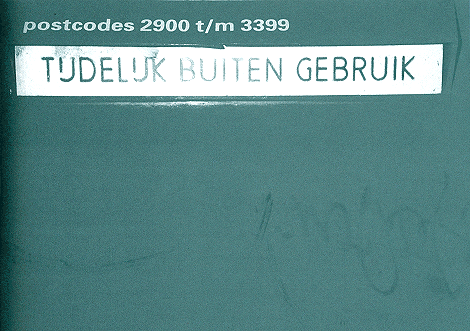 postcodes 2900 t/m 3399
TIJDELIJK BUITEN GEBRUIK